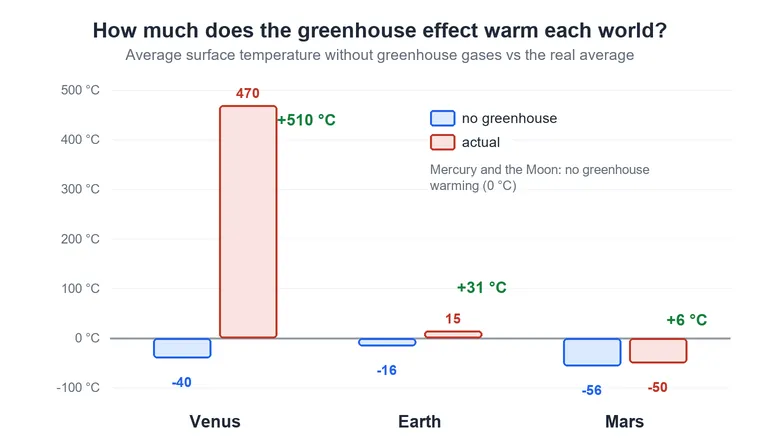 How much does the greenhouse effect warm each world?
Average surface temperature without greenhouse gases vs the real average
500 °C
400 °C
300 °C
200 °C
100 °C
0 °C
-100 °C
470
+510 °C
no greenhouse
actual
Mercury and the Moon: no greenhouse
warming (0 °C)
+31 °C
15
+6 °C
-40
-16
-56
-50
Venus
Earth
Mars